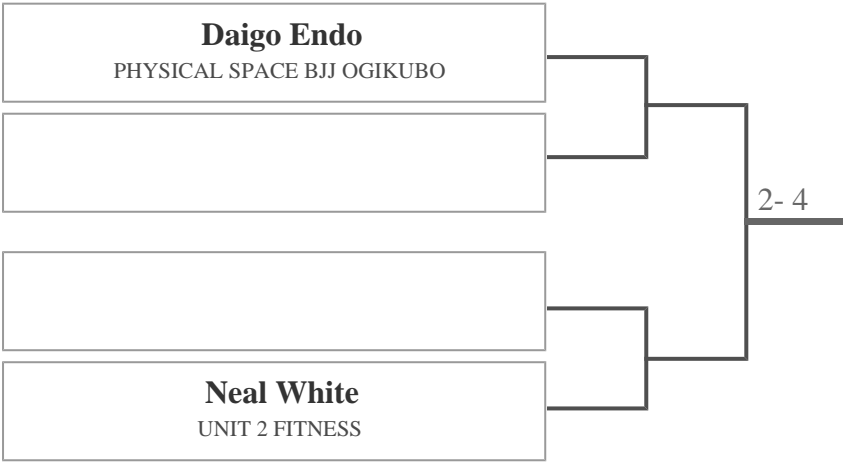 Daigo Endo
PHYSICAL SPACE BJJ OGIKUBO
2- 4
Neal White
UNIT 2 FITNESS